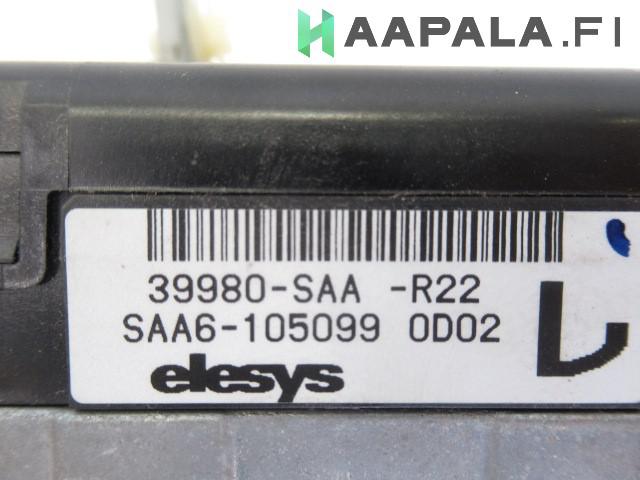 HAAPALA.FI
39980-SAA -R22
SAA6-105099 0D02
elesys